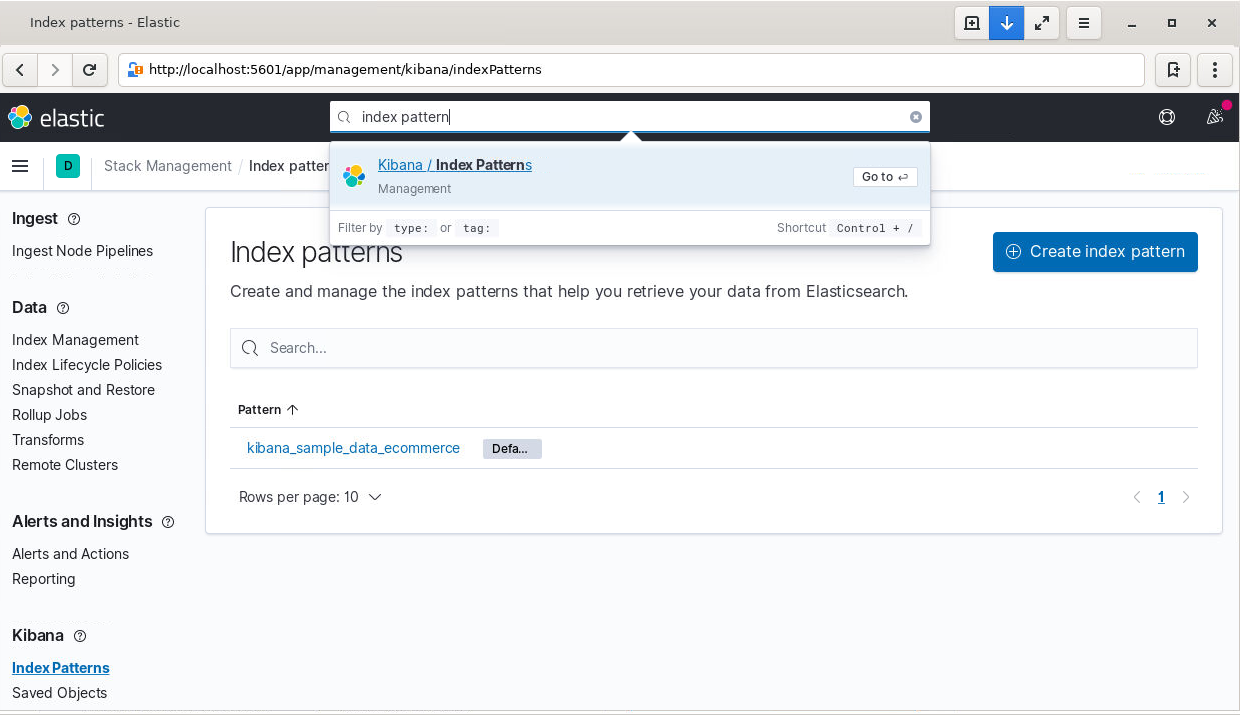 Index patterns - Elastic
http://localhost:5601/app/management/kibana/indexPatterns
elastic
index pattern
D
Stack Management / Index patter
Kibana / Index Patterns
Management
Go to
Filter by type: or tag:
Shortcut Control + /
Ingest
Ingest Node Pipelines
Data
Index Management
Index Lifecycle Policies
Snapshot and Restore
Rollup Jobs
Transforms
Remote Clusters
Alerts and Insights
Alerts and Actions
Reporting
Kibana
Index Patterns
Saved Objects
Index patterns
Create index pattern
Create and manage the index patterns that help you retrieve your data from Elasticsearch.
Search...
Pattern
kibana_sample_data_ecommerce
Defa...
Rows per page: 10
1